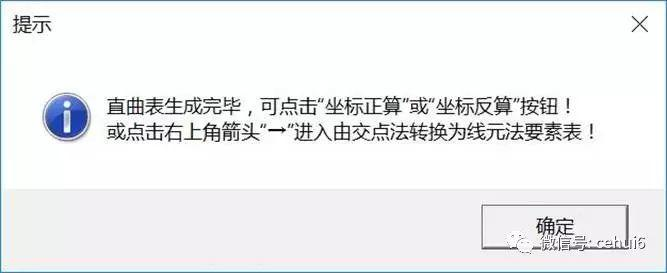 提示
直曲表生成完毕，可点击“坐标正算”或“坐标反算”按钮！
或点击右上角箭头“→”进入由交点法转换为线元法要素表！
确定
微信号: cehui6